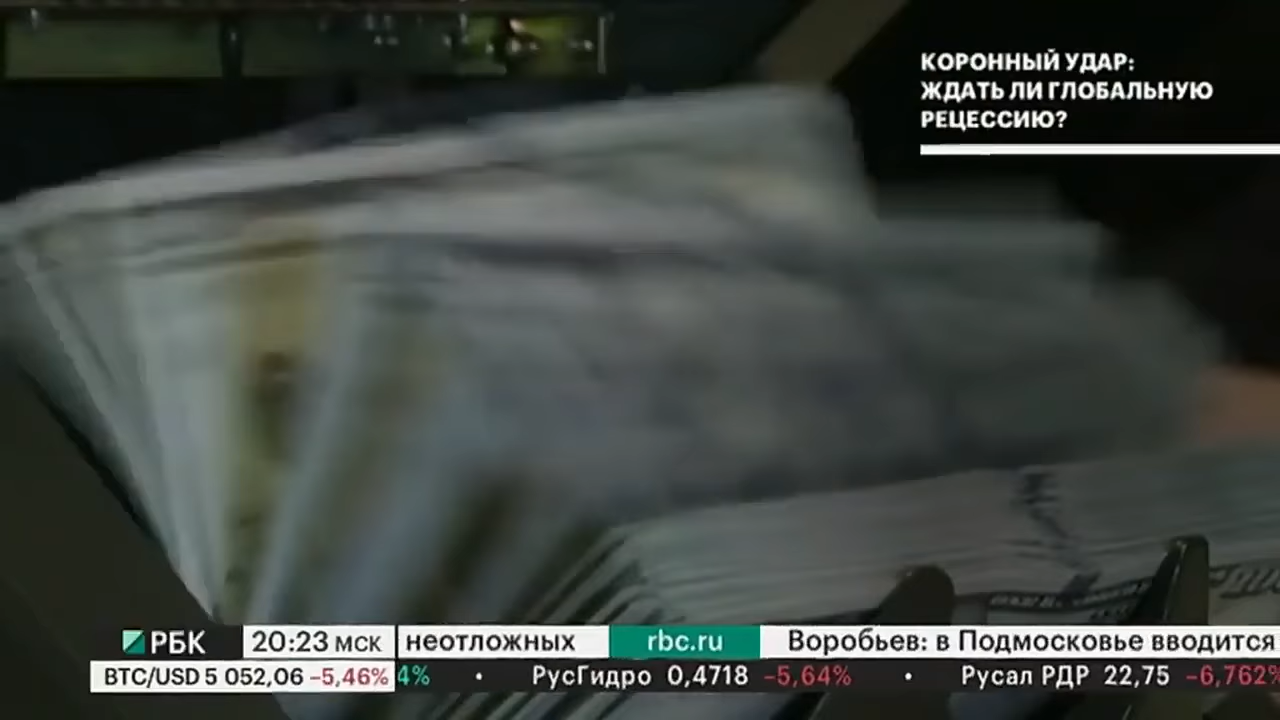 КОРОННЫЙ УДАР:
ЖДАТЬ ЛИ ГЛОБАЛЬНУЮ
РЕЦЕССИЮ?
РБК 20:23 МСК неотложных rbc.ru Воробьев: в Подмосковье вводится
BTC/USD 5 052,06 -5,46% 4% • РусГидро 0,4718 -5,64% • Русал РДР 22,75 -6,762%